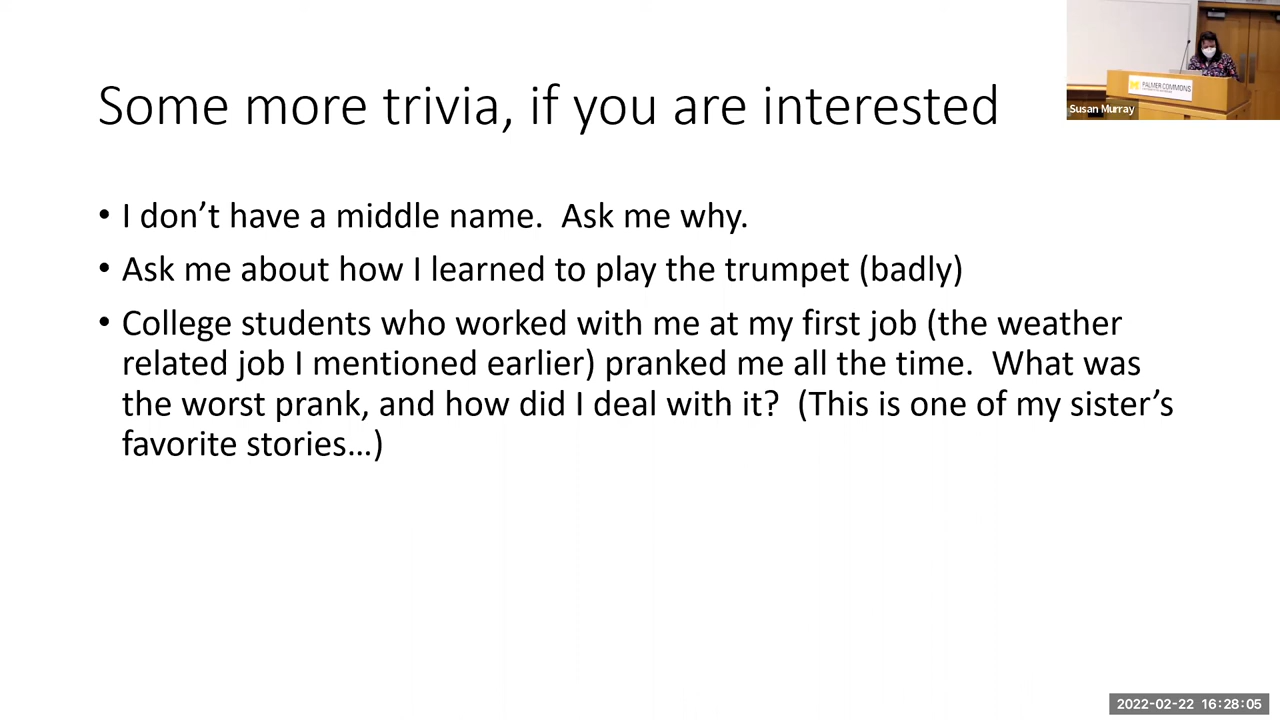 Some more trivia, if you are interested
• I don’t have a middle name.  Ask me why.
• Ask me about how I learned to play the trumpet (badly)
• College students who worked with me at my first job (the weather
related job I mentioned earlier) pranked me all the time.  What was
the worst prank, and how did I deal with it?  (This is one of my sister’s
favorite stories…)
M PALMER COMMONS
Susan Murray
2022-02-22 16:28:05